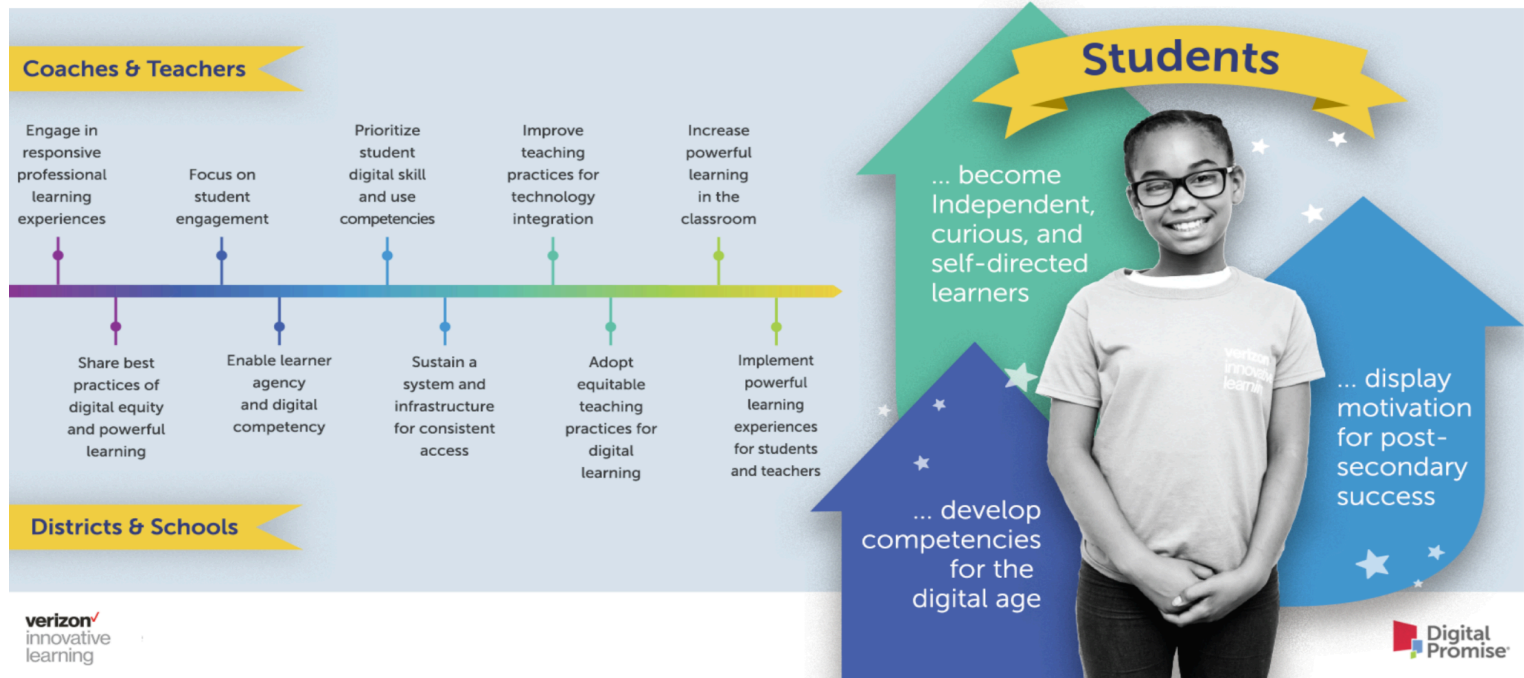 Coaches & Teachers
Engage in
responsive
professional
learning
experiences
Focus on
student
engagement
Prioritize
student
digital skill
and use
competencies
Improve
teaching
practices for
technology
integration
Increase
powerful
learning
in the
classroom
Share best
practices of
digital equity
and powerful
learning
Enable learner
agency
and digital
competency
Sustain a
system and
infrastructure
for consistent
access
Adopt
equitable
teaching
practices for
digital
learning
Implement
powerful
learning
experiences
for students
and teachers
Districts & Schools
Students
... become
Independent,
curious, and
self-directed
learners
... develop
competencies
for the
digital age
... display
motivation
for post-
secondary
success
verizon
innovative
learning
verizon
innovative
learning
Digital
Promise